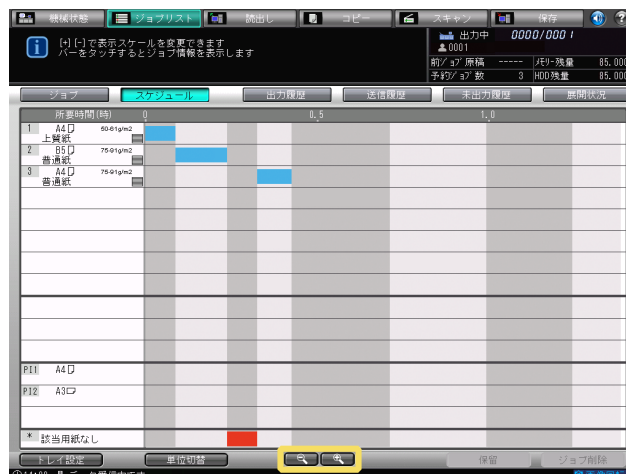 機械状態 ジョブリスト 読出し コピー スキャン 保存
[+] [-]で表示スケールを変更できます
バーをタッチするとジョブ情報を表示します
出力中 0000/0001
0001
前ジョブ原稿 ----- メモリー残量 85.000
予約ジョブ数 3 HDD残量 85.000
ジョブ スケジュール 出力履歴 送信履歴 未出力履歴 展開状況
所要時間(時) 0 0.5 1.0
1 A4 60-61g/m2
上質紙
2 B5 75-91g/m2
普通紙
3 A4 75-91g/m2
普通紙
PI1 A4
PI2 A3
* 該当用紙なし
トレイ設定 単位切替 保留 ジョブ削除